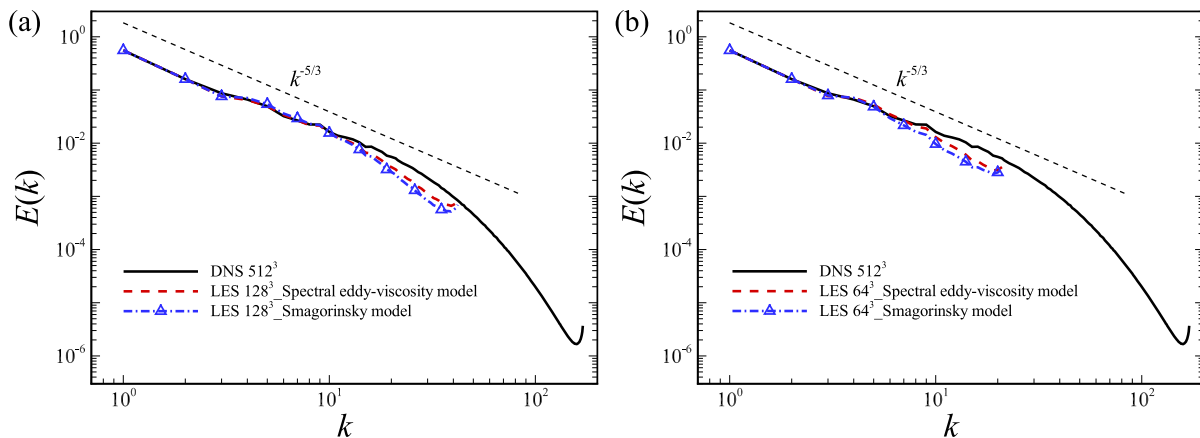 (a)
10^0
10^-2
10^-4
10^-6
E(k)
k^-5/3
DNS 512^3
LES 128^3_Spectral eddy-viscosity model
LES 128^3_Smagorinsky model
10^0
10^1
10^2
k
(b)
10^0
10^-2
10^-4
10^-6
E(k)
k^-5/3
DNS 512^3
LES 64^3_Spectral eddy-viscosity model
LES 64^3_Smagorinsky model
10^0
10^1
10^2
k